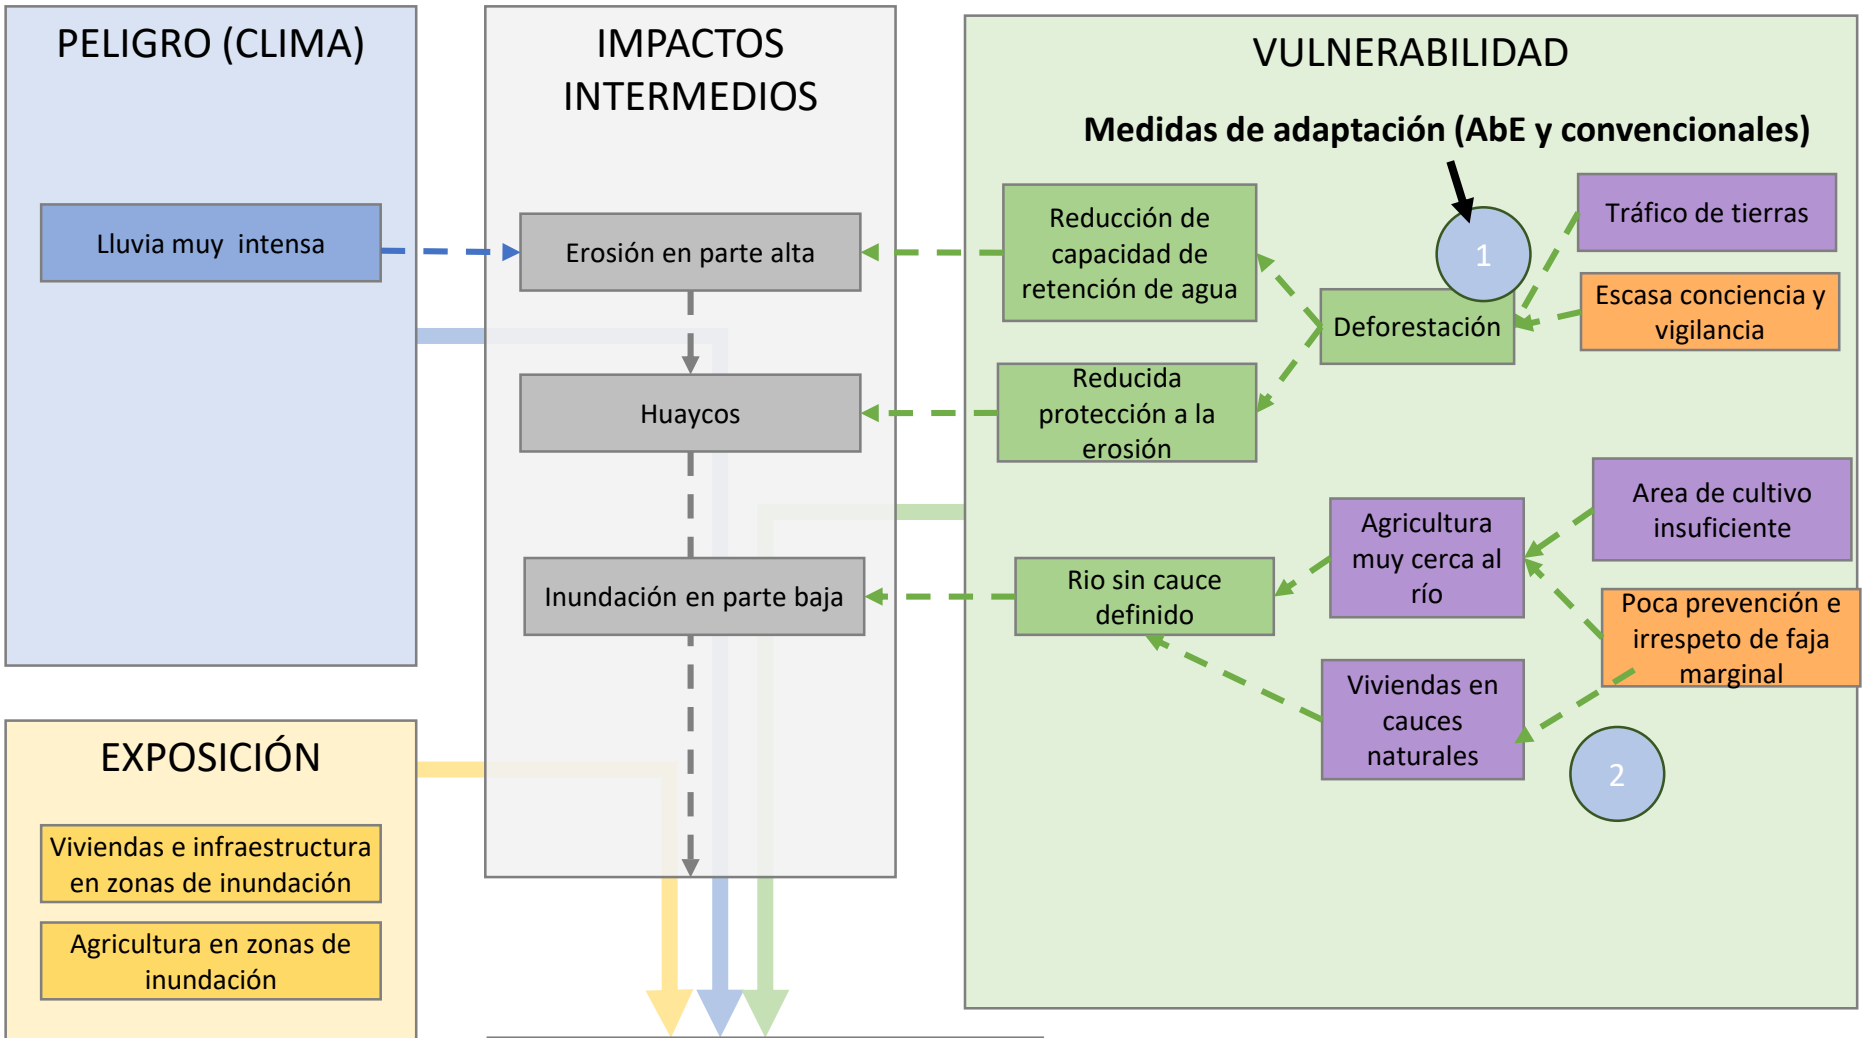 PELIGRO (CLIMA)
Lluvia muy  intensa
IMPACTOS
INTERMEDIOS
Erosión en parte alta
Huaycos
Inundación en parte baja
VULNERABILIDAD
Medidas de adaptación (AbE y convencionales)
Reducción de
capacidad de
retención de agua
1
Tráfico de tierras
Deforestación
Escasa conciencia y
vigilancia
Reducida
protección a la
erosión
Rio sin cauce
definido
Agricultura
muy cerca al
río
Area de cultivo
insuficiente
Poca prevención e
irrespeto de faja
marginal
Viviendas en
cauces
naturales
2
EXPOSICIÓN
Viviendas e infraestructura
en zonas de inundación
Agricultura en zonas de
inundación